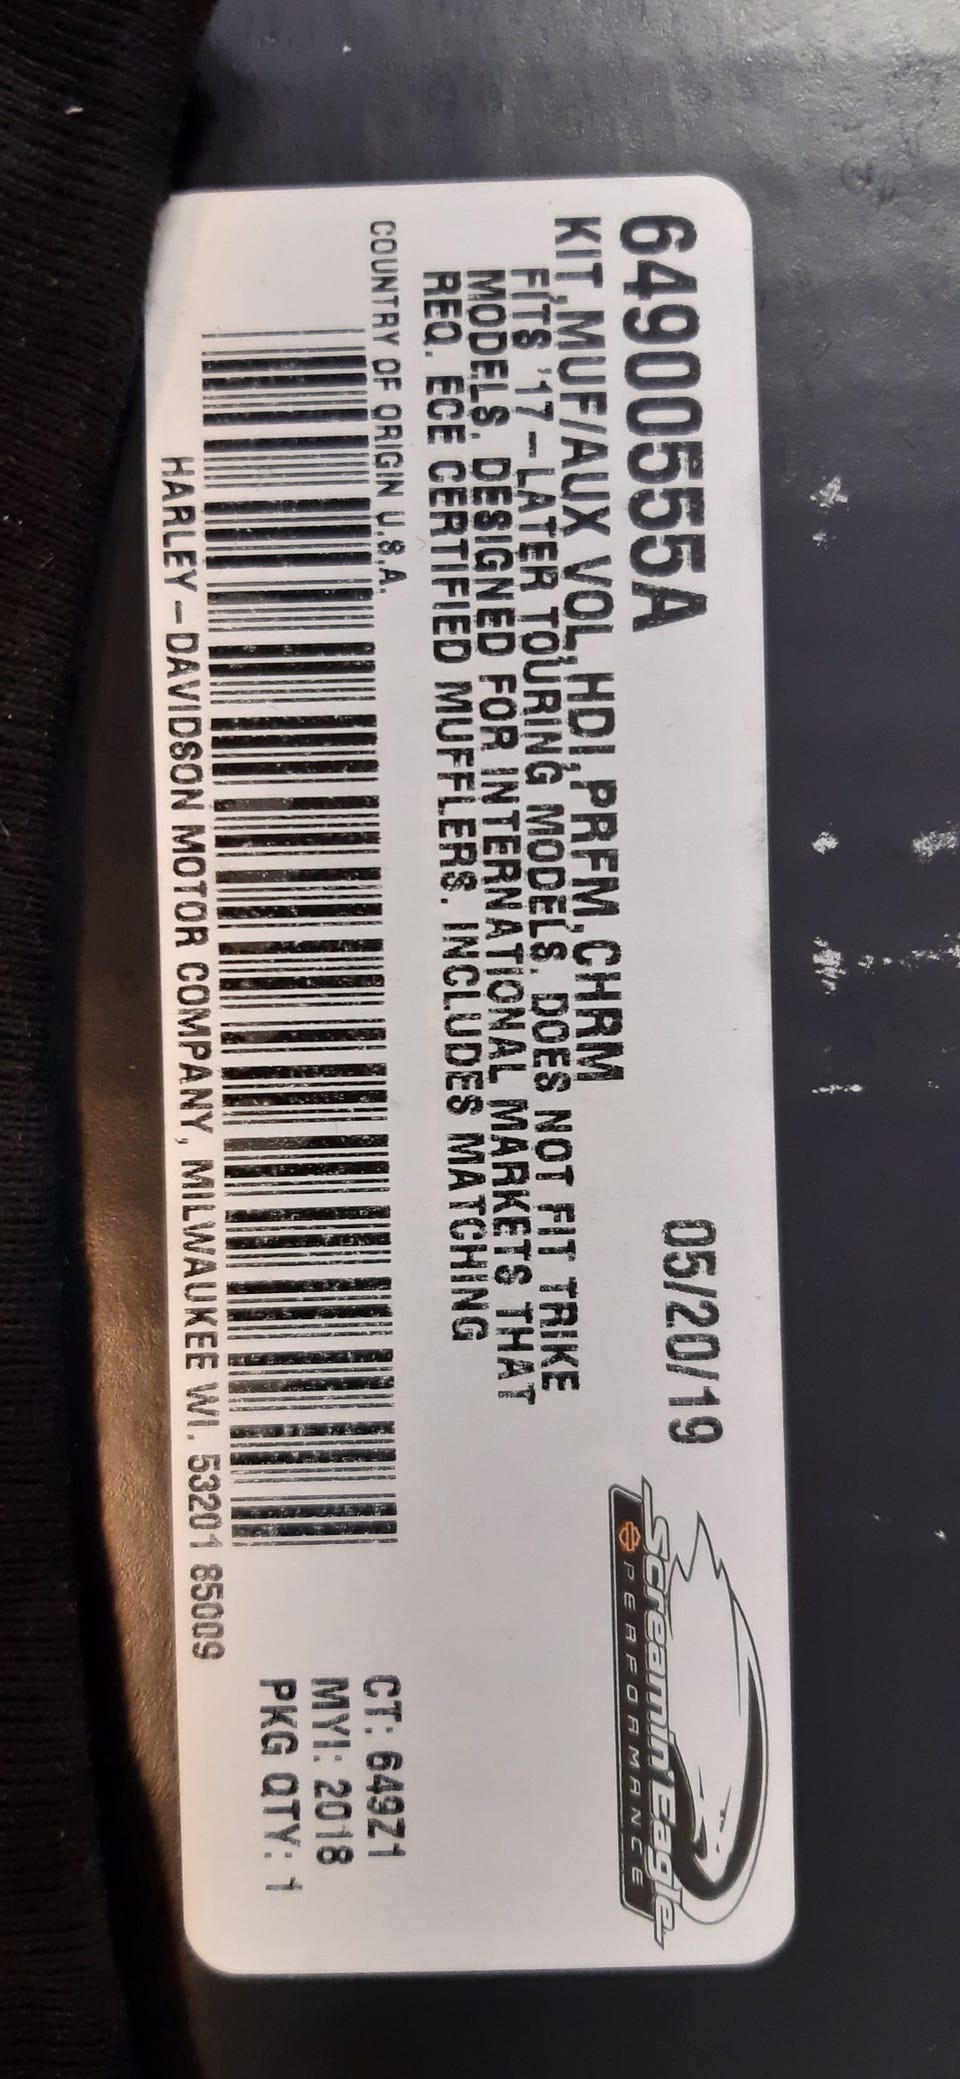 64900555A
05/20/19
KIT,MUF/AUX VOL,HDI,PRFM,CHRM
FITS '17-LATER TOURING MODELS. DOES NOT FIT TRIKE
MODELS. DESIGNED FOR INTERNATIONAL MARKETS THAT
REQ. ECE CERTIFIED MUFFLERS. INCLUDES MATCHING
Screamin' Eagle
PERFORMANCE
COUNTRY OF ORIGIN U.S.A.
CT: 649Z1
MYI: 2018
PKG QTY: 1
HARLEY-DAVIDSON MOTOR COMPANY, MILWAUKEE WI. 53201 85009